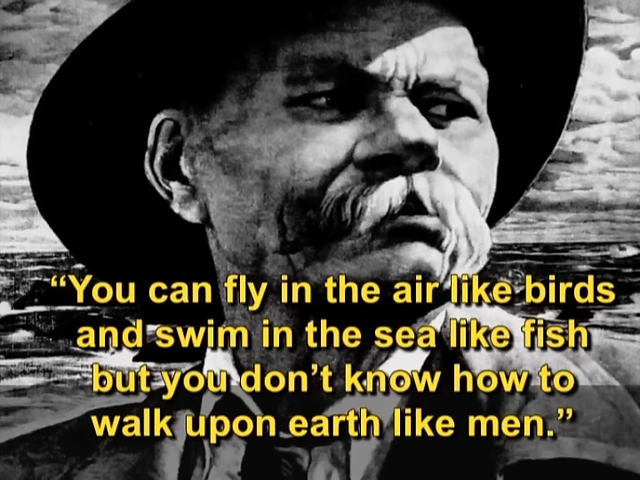 “You can fly in the air like birds
and swim in the sea like fish
but you don’t know how to
walk upon earth like men.”